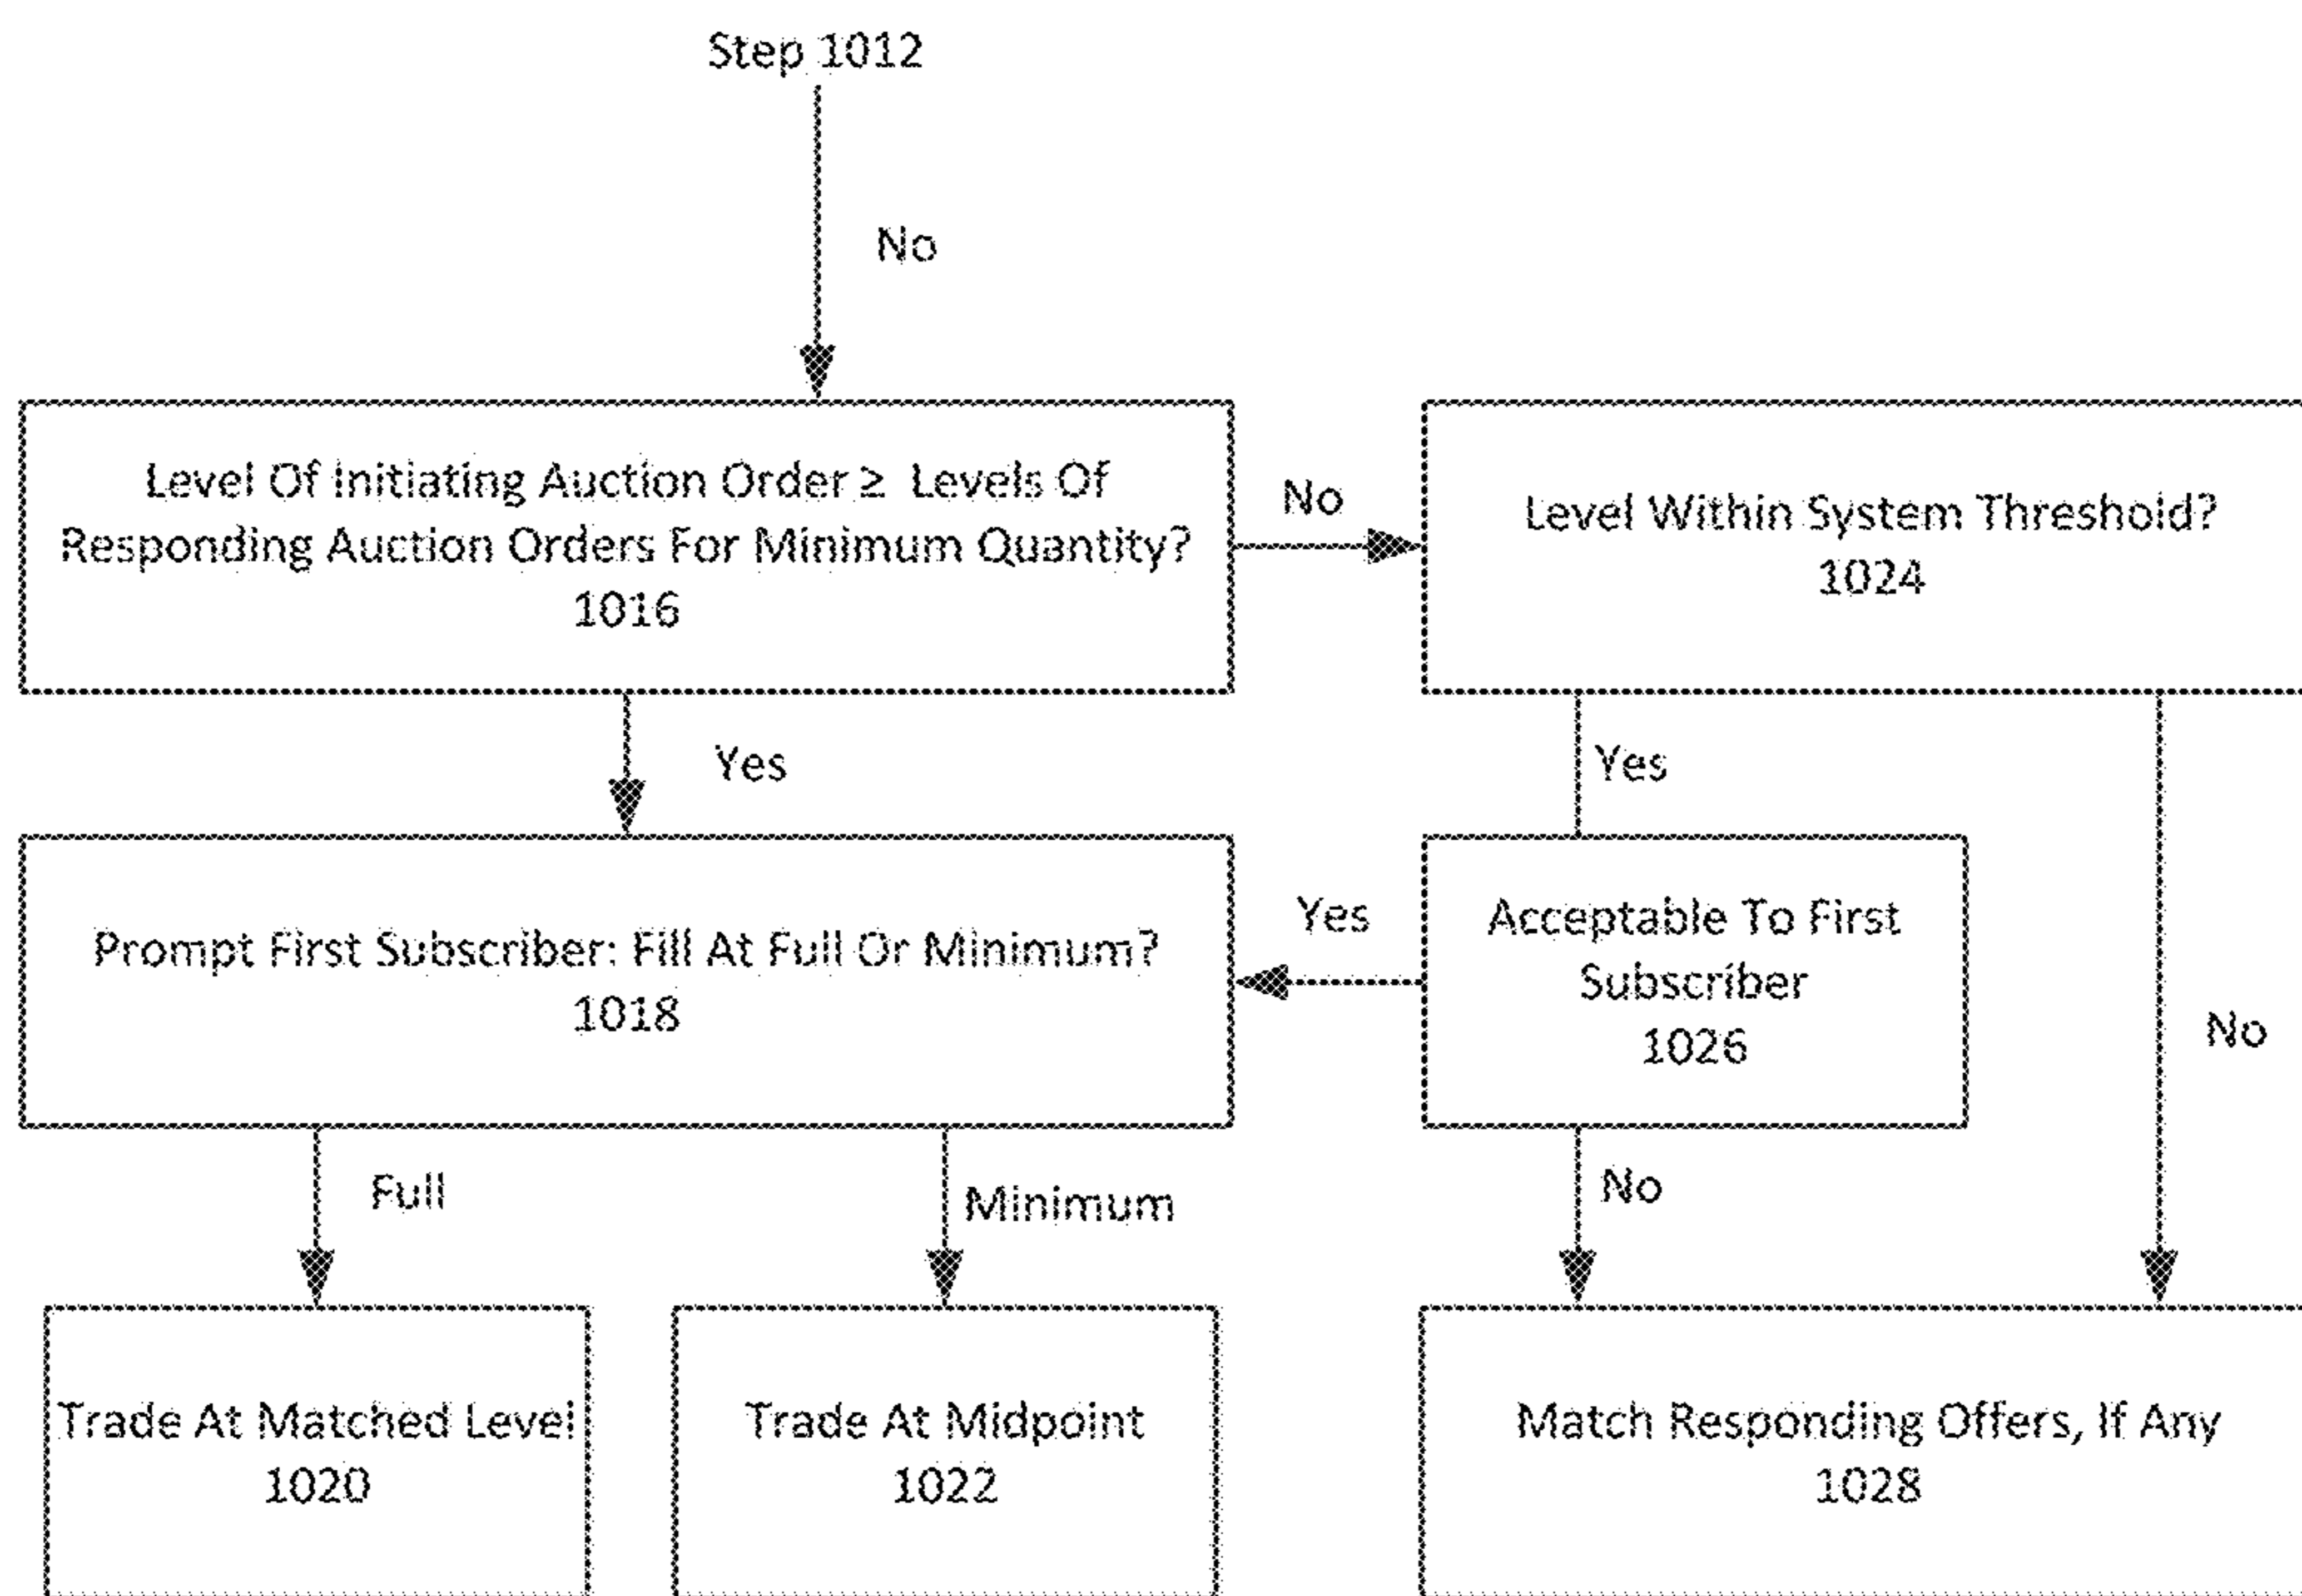 Step 1012
No
Level Of Initiating Auction Order ≥ Levels Of
Responding Auction Orders For Minimum Quantity?
1016
No
Level Within System Threshold?
1024
Yes
Yes
Prompt First Subscriber: Fill At Full Or Minimum?
1018
Yes
Acceptable To First
Subscriber
1026
No
Full
Minimum
No
Trade At Matched Level
1020
Trade At Midpoint
1022
Match Responding Offers, If Any
1028